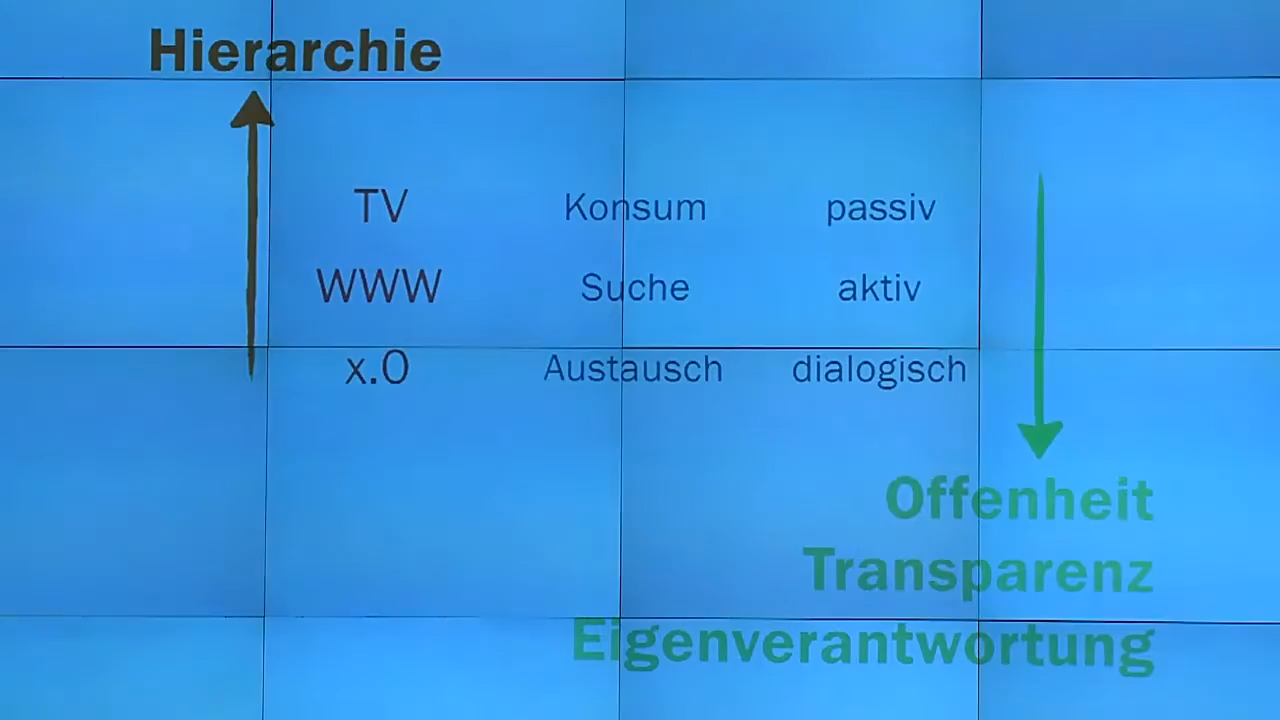 Hierarchie
TV Konsum passiv
WWW Suche aktiv
x.0 Austausch dialogisch
Offenheit
Transparenz
Eigenverantwortung